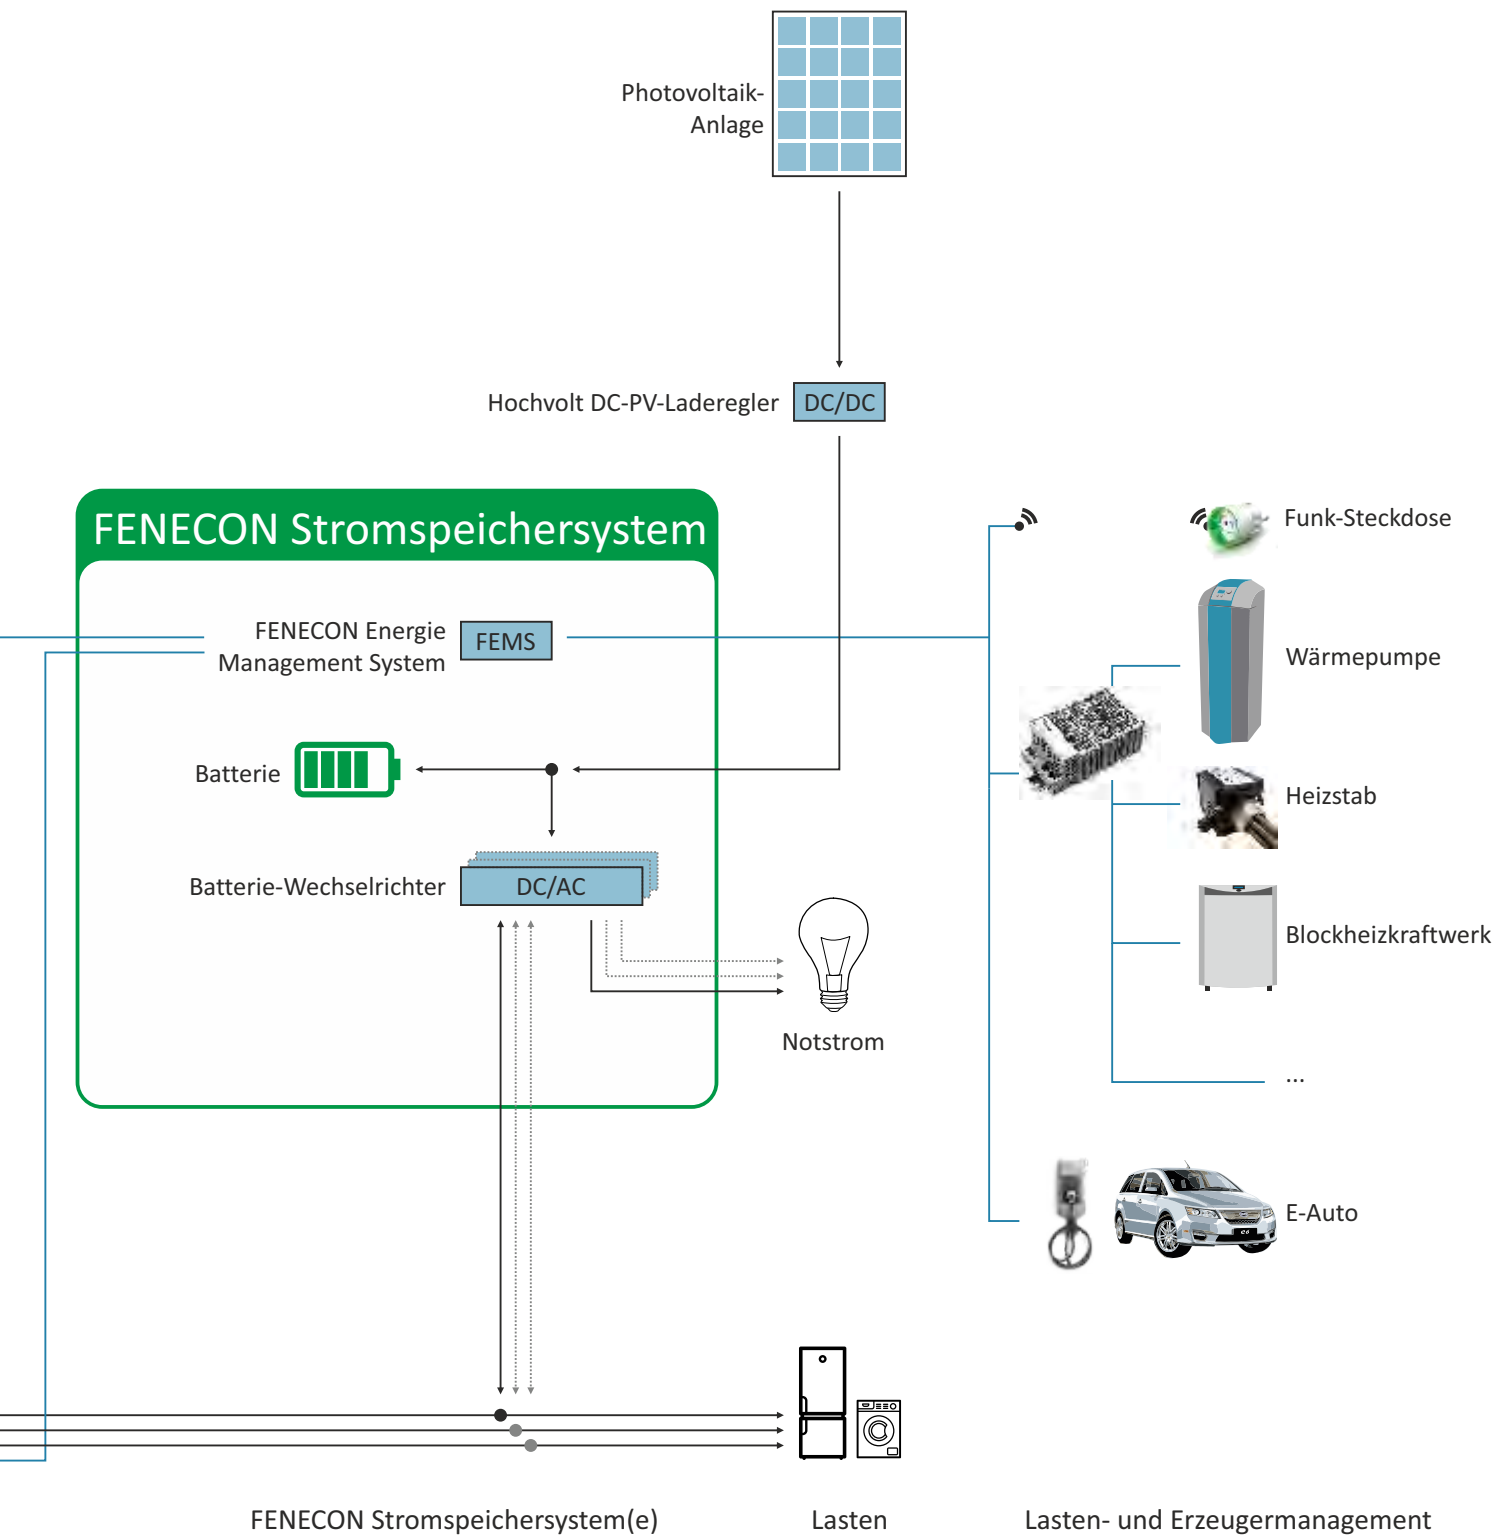 Photovoltaik-
Anlage
Hochvolt DC-PV-Laderegler
DC/DC
FENECON Stromspeichersystem
Funk-Steckdose
FENECON Energie
Management System
FEMS
Wärmepumpe
Batterie
Heizstab
Batterie-Wechselrichter
DC/AC
Blockheizkraftwerk
Notstrom
...
E-Auto
FENECON Stromspeichersystem(e)
Lasten
Lasten- und Erzeugermanagement